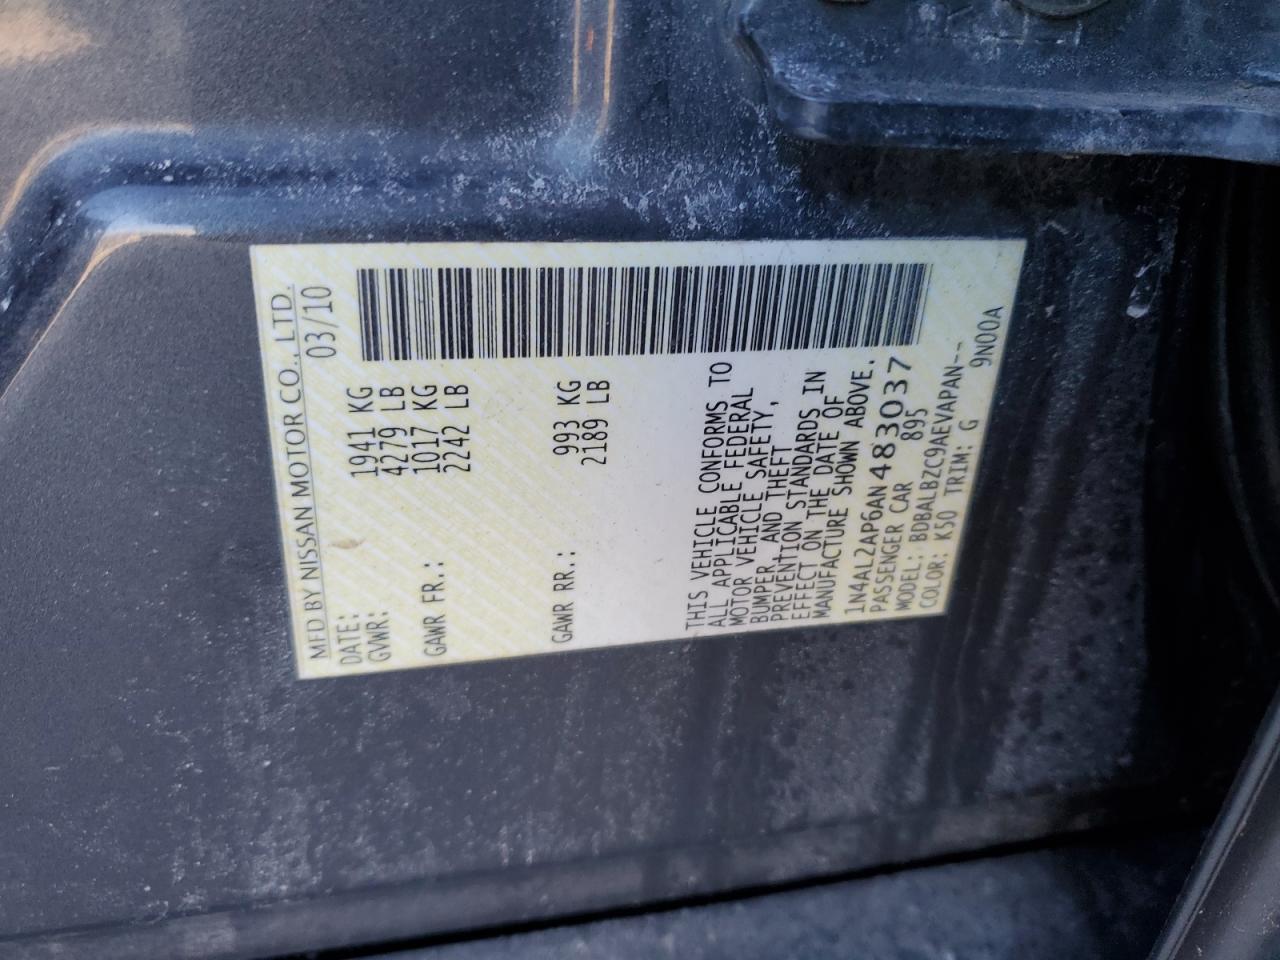 MFD BY NISSAN MOTOR CO., LTD.
DATE: 03/10
GVWR: 1941 KG
4279 LB
GAWR FR.: 1017 KG
2242 LB
GAWR RR.: 993 KG
2189 LB
THIS VEHICLE CONFORMS TO
ALL APPLICABLE FEDERAL
MOTOR VEHICLE SAFETY,
BUMPER, AND THEFT
PREVENTION STANDARDS IN
EFFECT ON THE DATE OF
MANUFACTURE SHOWN ABOVE.
1N4AL2AP6AN483037
PASSENGER CAR 895
MODEL: BDBALBZC9AEVAPAN--
COLOR: K50 TRIM: G 9N00A